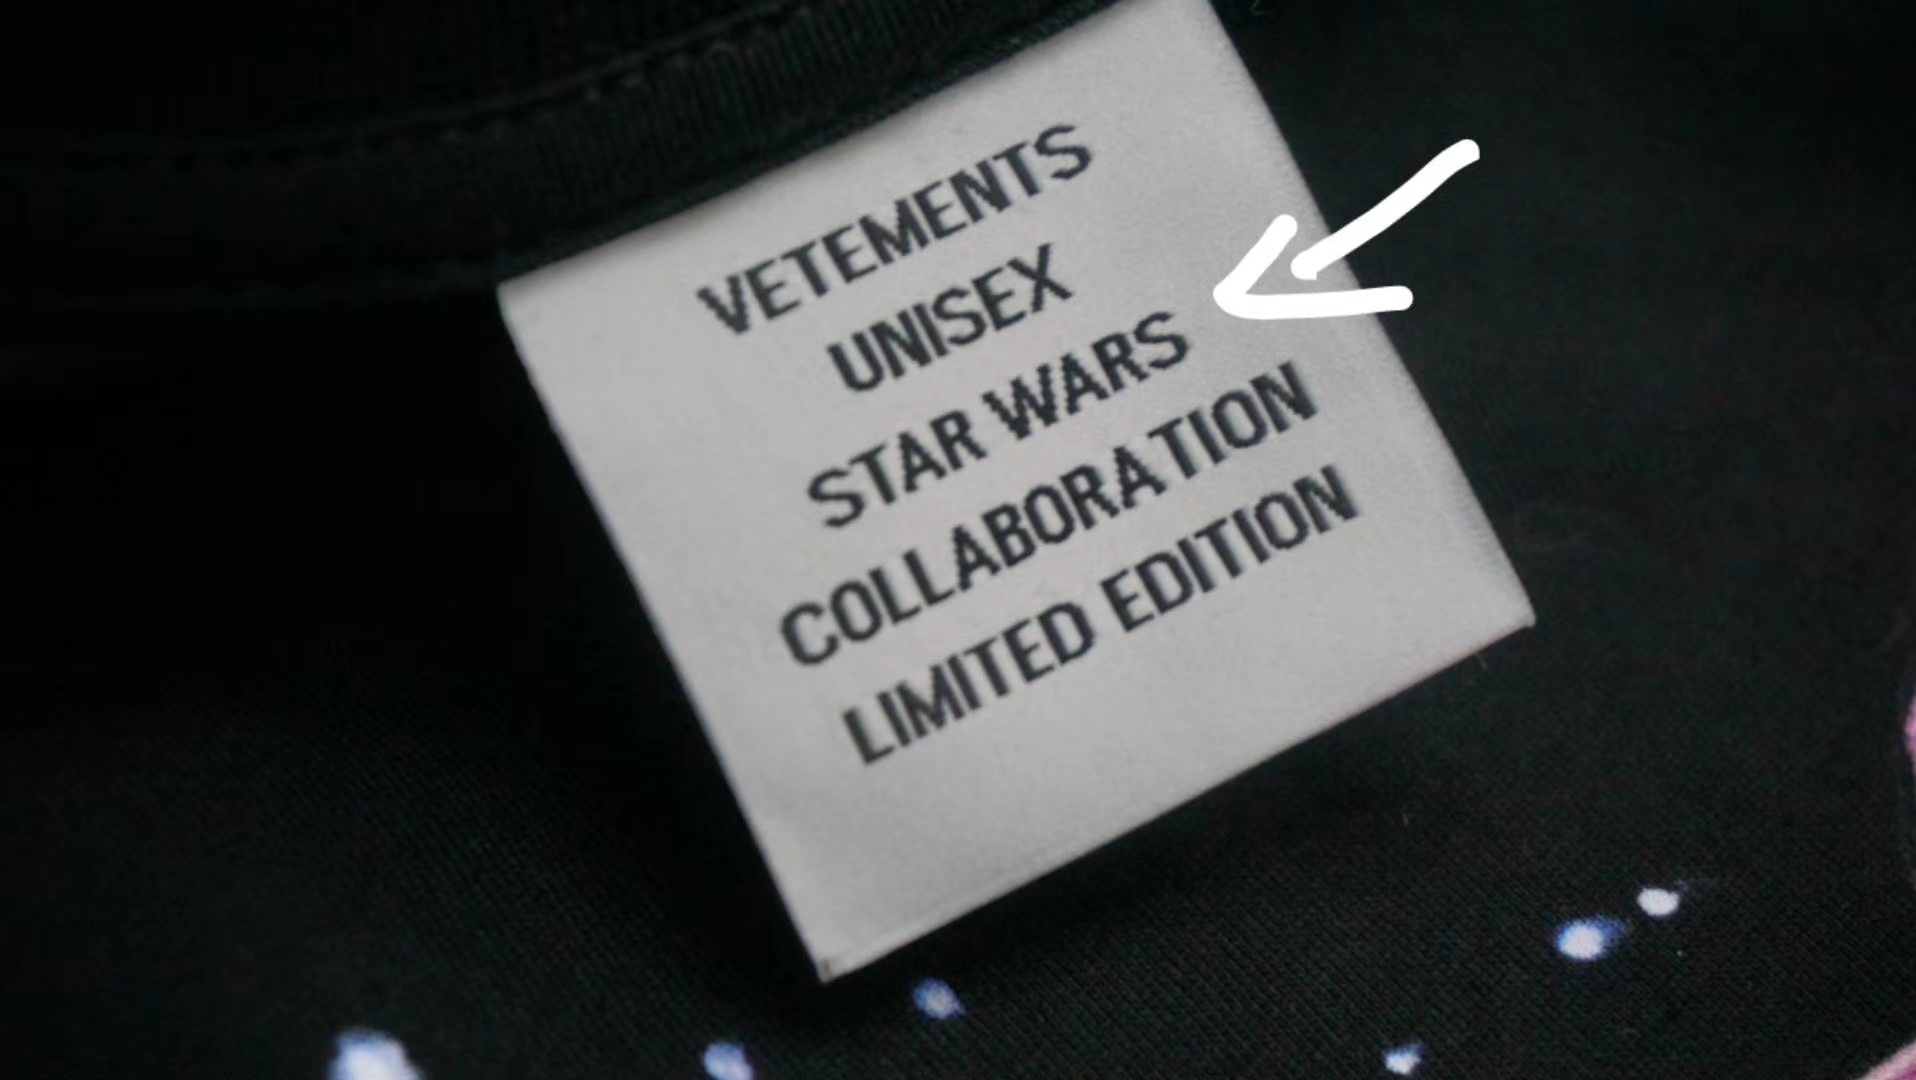 VETEMENTS
UNISEX
STAR WARS
COLLABORATION
LIMITED EDITION